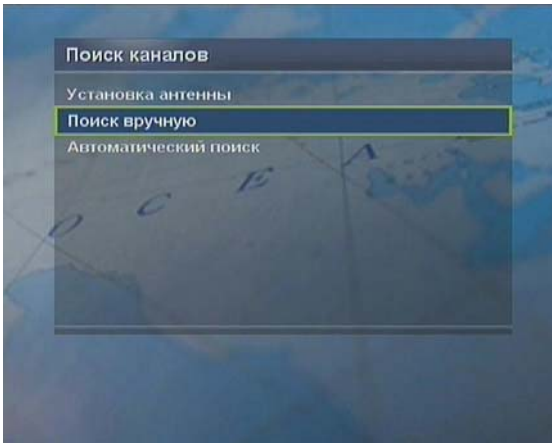 Поиск каналов
Установка антенны
Поиск вручную
Автоматический поиск
О С Е А